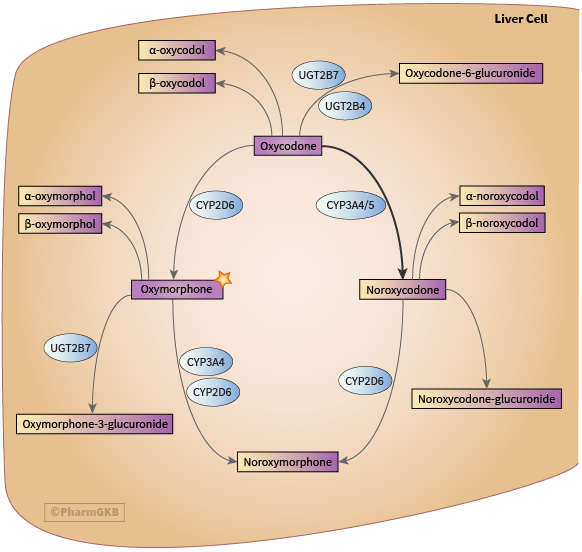 Liver Cell
α-oxycodol
β-oxycodol
UGT2B7
UGT2B4
Oxycodone-6-glucuronide
Oxycodone
CYP2D6
CYP3A4/5
α-oxymorphol
β-oxymorphol
α-noroxycodol
β-noroxycodol
Oxymorphone
Noroxycodone
UGT2B7
CYP3A4
CYP2D6
CYP2D6
Oxymorphone-3-glucuronide
Noroxycodone-glucuronide
Noroxymorphone
©PharmGKB